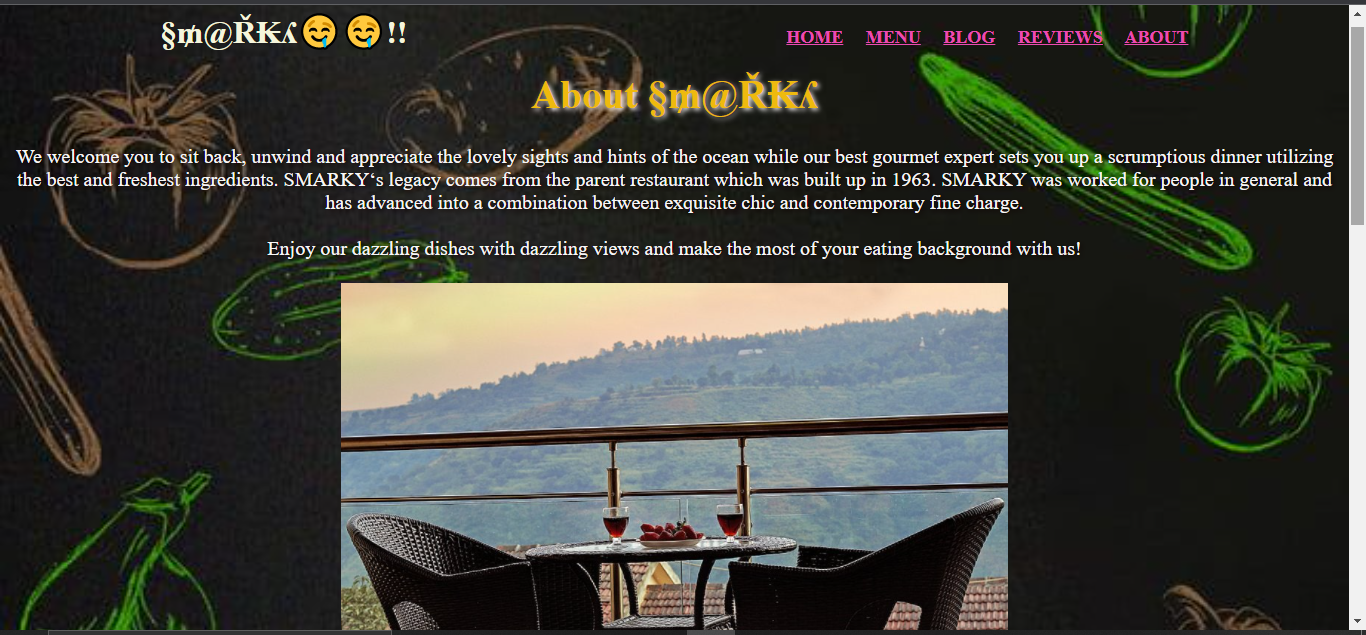 §₥@ŘӃʎ🤤 🤤 !!
HOME MENU BLOG REVIEWS ABOUT
About §₥@ŘӃʎ
We welcome you to sit back, unwind and appreciate the lovely sights and hints of the ocean while our best gourmet expert sets you up a scrumptious dinner utilizing
the best and freshest ingredients. SMARKY‘s legacy comes from the parent restaurant which was built up in 1963. SMARKY was worked for people in general and
has advanced into a combination between exquisite chic and contemporary fine charge.
Enjoy our dazzling dishes with dazzling views and make the most of your eating background with us!